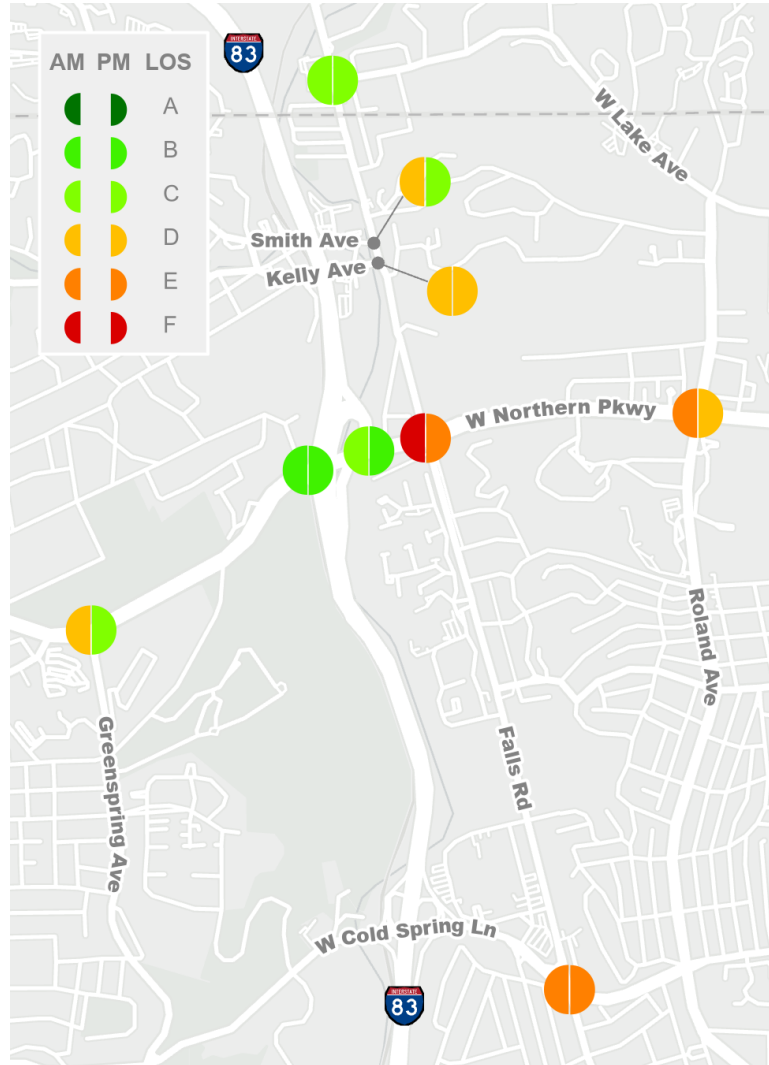 AM PM LOS
A
B
C
D
E
F
INTERSTATE
83
W Lake Ave
Smith Ave
Kelly Ave
W Northern Pkwy
Roland Ave
Greenspring Ave
Falls Rd
W Cold Spring Ln
INTERSTATE
83